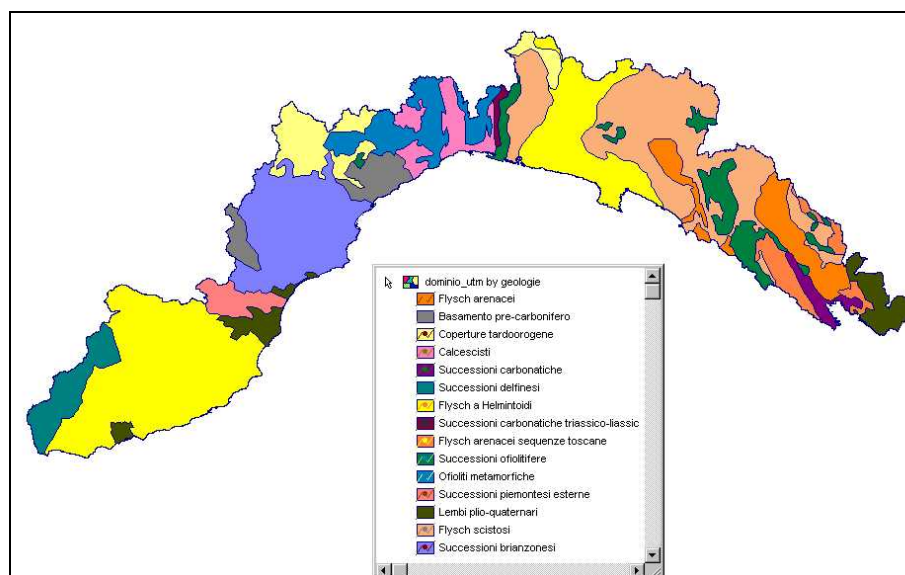 dominio_utm by geologie
Flysch arenacei
Basamento pre-carbonifero
Coperture tardoorogene
Calcescisti
Successioni carbonatiche
Successioni delfinesi
Flysch a Helmintoidi
Successioni carbonatiche triassico-liassic
Flysch arenacei sequenze toscane
Successioni ofiolitifere
Ofioliti metamorfiche
Successioni piemontesi esterne
Lembi plio-quaternari
Flysch scistosi
Successioni brianzonesi